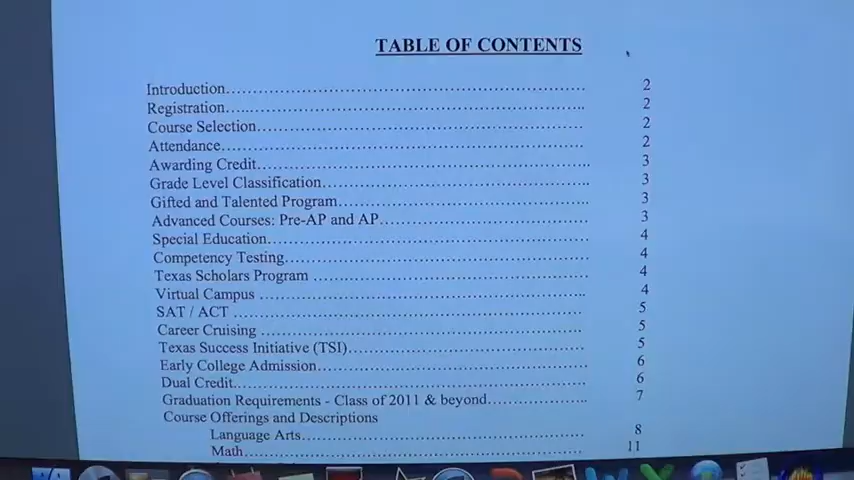 TABLE OF CONTENTS
Introduction.................................................. 2
Registration.................................................. 2
Course Selection.................................................. 2
Attendance.................................................. 2
Awarding Credit.................................................. 3
Grade Level Classification.................................................. 3
Gifted and Talented Program.................................................. 3
Advanced Courses: Pre-AP and AP.................................................. 3
Special Education.................................................. 4
Competency Testing.................................................. 4
Texas Scholars Program .................................................. 4
Virtual Campus .................................................. 4
SAT / ACT .................................................. 5
Career Cruising .................................................. 5
Texas Success Initiative (TSI).................................................. 5
Early College Admission.................................................. 6
Dual Credit.................................................. 6
Graduation Requirements - Class of 2011 & beyond.................... 7
Course Offerings and Descriptions
Language Arts.................................................. 8
Math.................................................. 11